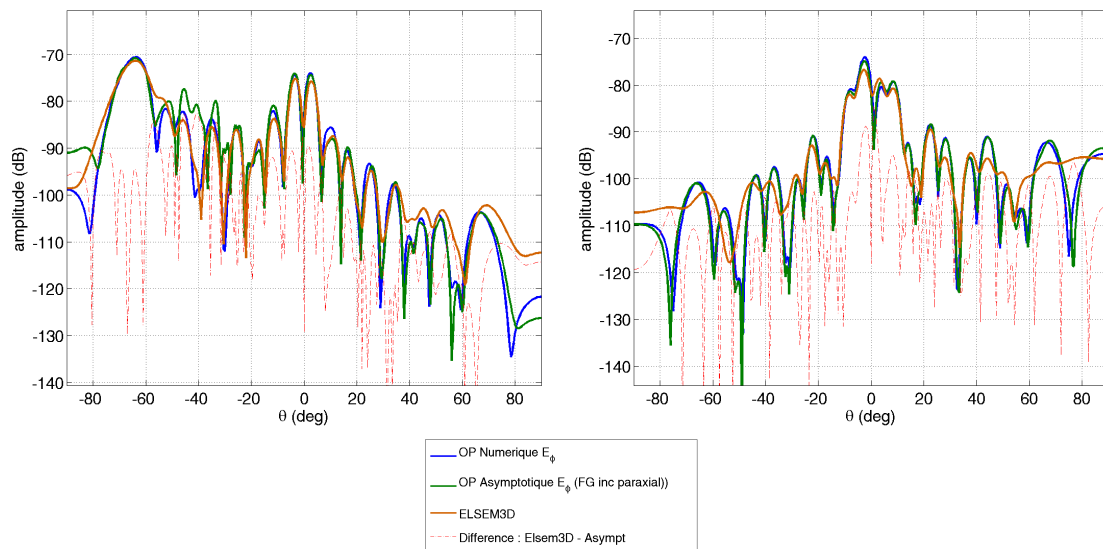 -70
-80
-90
-100
-110
-120
-130
-140
amplitude (dB)
-80 -60 -40 -20 0 20 40 60 80
θ (deg)
-70
-80
-90
-100
-110
-120
-130
-140
amplitude (dB)
-80 -60 -40 -20 0 20 40 60 80
θ (deg)
OP Numerique E_ϕ
OP Asymptotique E_ϕ (FG inc paraxial))
ELSEM3D
Difference : Elsem3D - Asympt